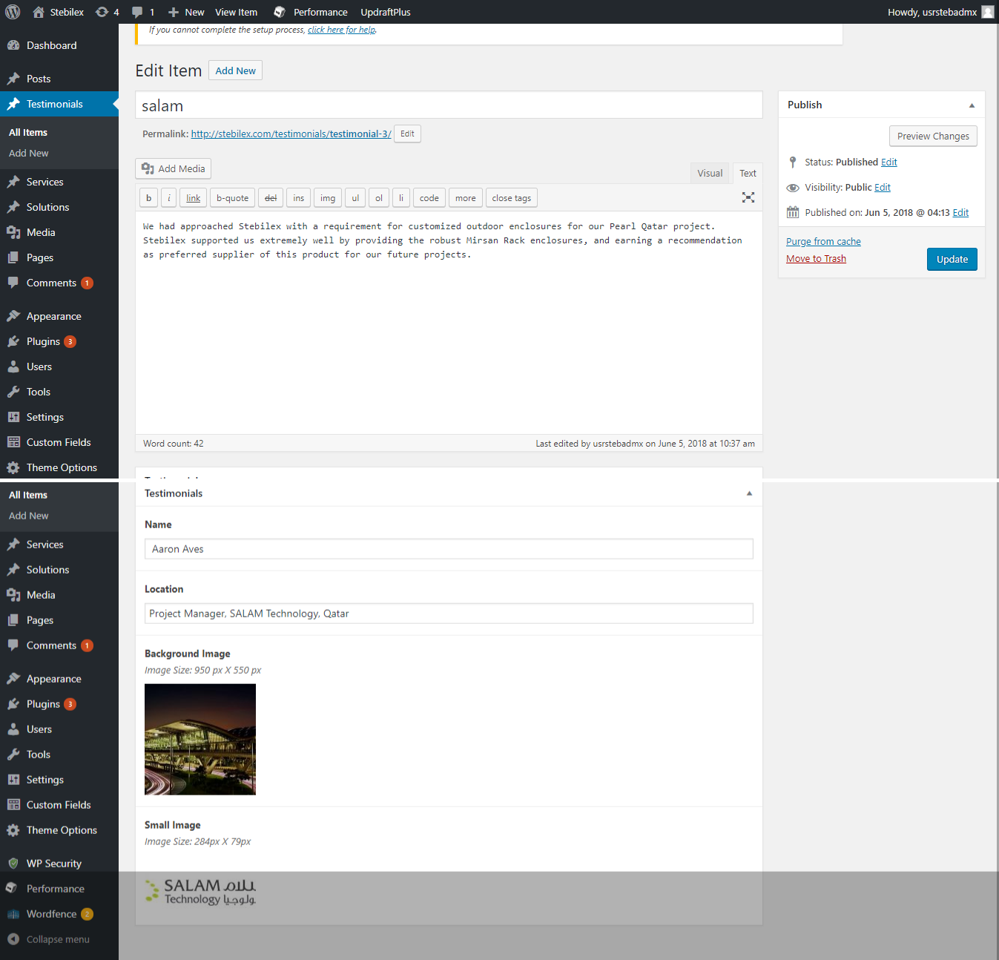 Stebilex 4 1 New View Item Performance UpdraftPlus Howdy, usrstebadmx
If you cannot complete the setup process, click here for help.
Dashboard
Posts
Testimonials
All Items
Add New
Services
Solutions
Media
Pages
Comments 1
Appearance
Plugins 3
Users
Tools
Settings
Custom Fields
Theme Options
Edit Item Add New
salam
Permalink: http://stebilex.com/testimonials/testimonial-3/ Edit
Add Media
Visual Text
b i link b-quote del ins img ul ol li code more close tags
We had approached Stebilex with a requirement for customized outdoor enclosures for our Pearl Qatar project.
Stebilex supported us extremely well by providing the robust Mirsan Rack enclosures, and earning a recommendation
as preferred supplier of this product for our future projects.
Word count: 42 Last edited by usrstebadmx on June 5, 2018 at 10:37 am
Publish
Preview Changes
Status: Published Edit
Visibility: Public Edit
Published on: Jun 5, 2018 @ 04:13 Edit
Purge from cache
Move to Trash
Update
All Items
Add New
Services
Solutions
Media
Pages
Comments 1
Appearance
Plugins 3
Users
Tools
Settings
Custom Fields
Theme Options
WP Security
Performance
Wordfence 2
Collapse menu
Testimonials
Name
Aaron Aves
Location
Project Manager, SALAM Technology, Qatar
Background Image
Image Size: 950 px X 550 px
Small Image
Image Size: 284px X 79px
SALAM
Technology